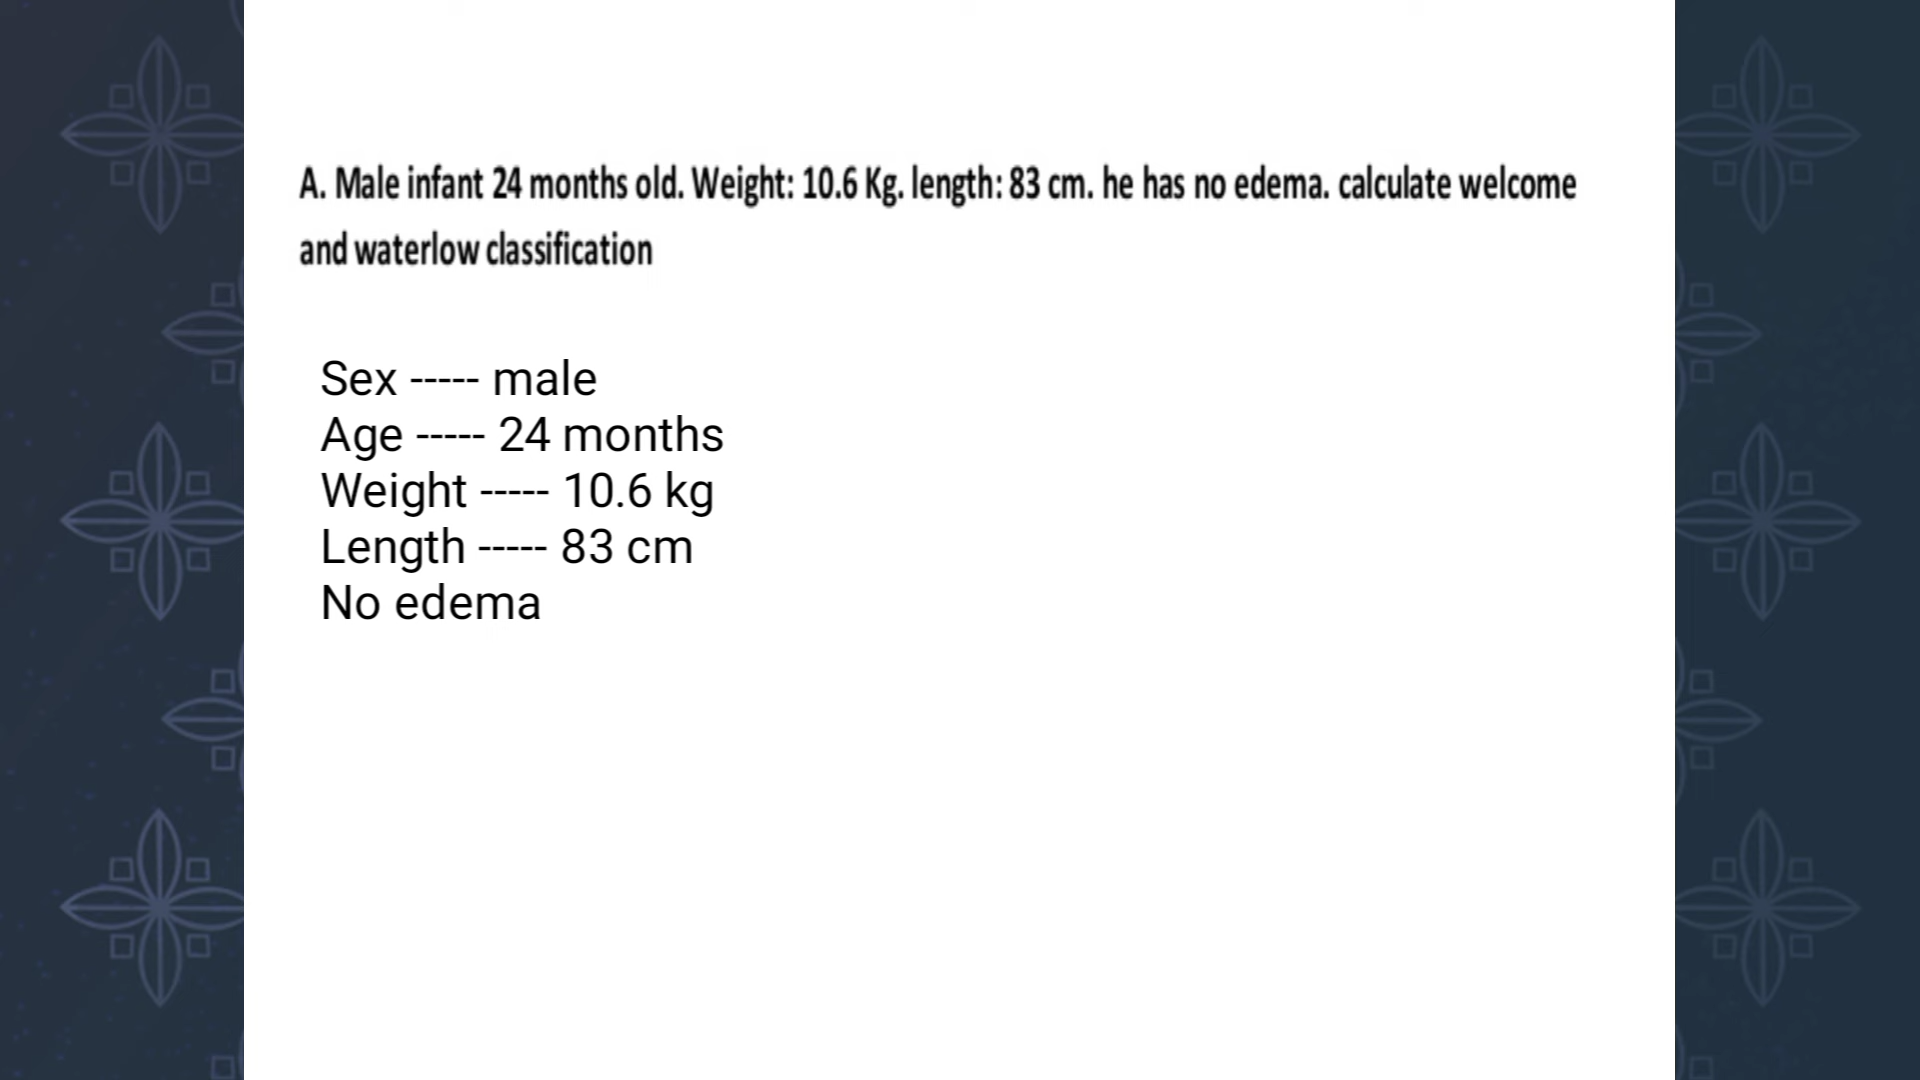 A. Male infant 24 months old. Weight: 10.6 Kg. length: 83 cm. he has no edema. calculate welcome
and waterlow classification
Sex ----- male
Age ----- 24 months
Weight ----- 10.6 kg
Length ----- 83 cm
No edema